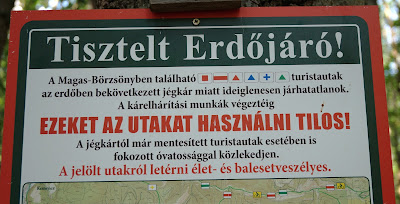 Tisztelt Erdőjáró!
A Magas-Börzsönyben található turistautak
az erdőben bekövetkezett jégkár miatt ideiglenesen járhatatlanok.
A kárelhárítási munkák végeztéig
EZEKET AZ UTAKAT HASZNÁLNI TILOS!
A jégkártól már mentesített turistautak esetében is
fokozott óvatossággal közlekedjen.
A jelölt utakról letérni élet- és balesetveszélyes.